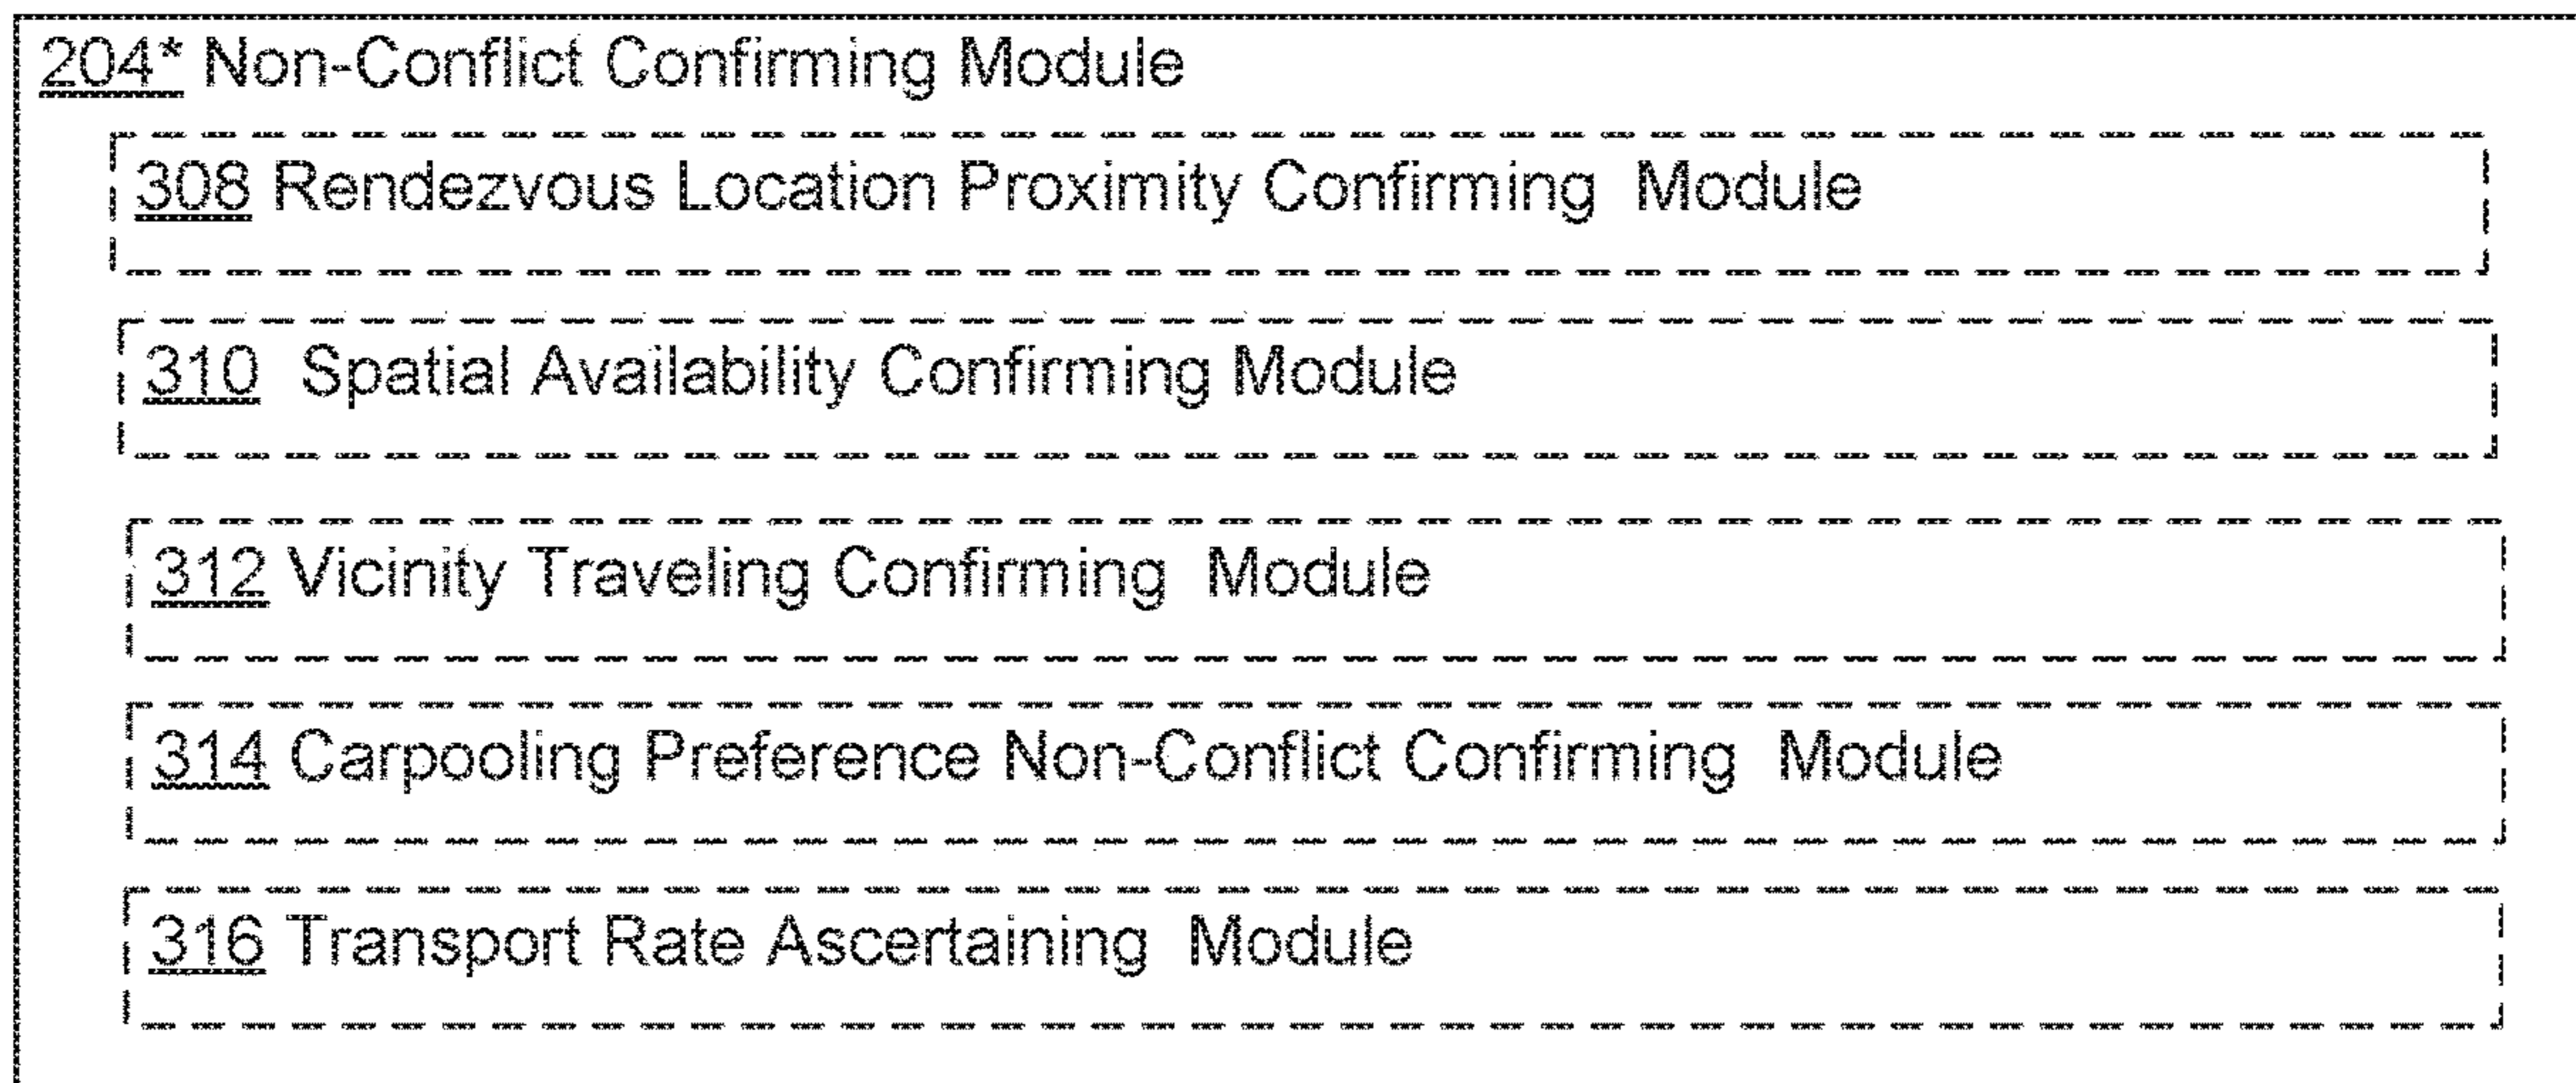 204* Non-Conflict Confirming Module
308 Rendezvous Location Proximity Confirming Module
310 Spatial Availability Confirming Module
312 Vicinity Traveling Confirming Module
314 Carpooling Preference Non-Conflict Confirming Module
316 Transport Rate Ascertaining Module